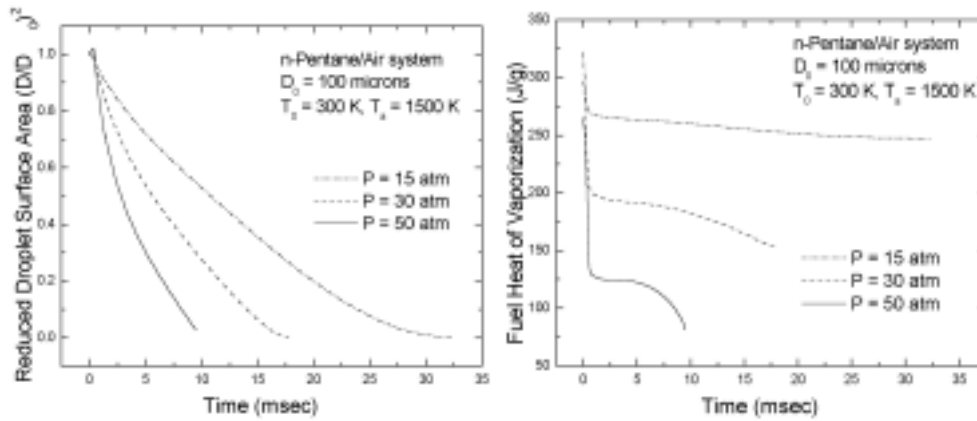 Reduced Droplet Surface Area (D/D₀)²
1.0
0.8
0.6
0.4
0.2
0.0
n-Pentane/Air system
D₀ = 100 microns
T₀ = 300 K, Tₐ = 1500 K
P = 15 atm
P = 30 atm
P = 50 atm
0 5 10 15 20 25 30 35
Time (msec)
Fuel Heat of Vaporization (J/g)
350
300
250
200
150
100
50
n-Pentane/Air system
D₀ = 100 microns
T₀ = 300 K, Tₐ = 1500 K
P = 15 atm
P = 30 atm
P = 50 atm
0 5 10 15 20 25 30 35
Time (msec)